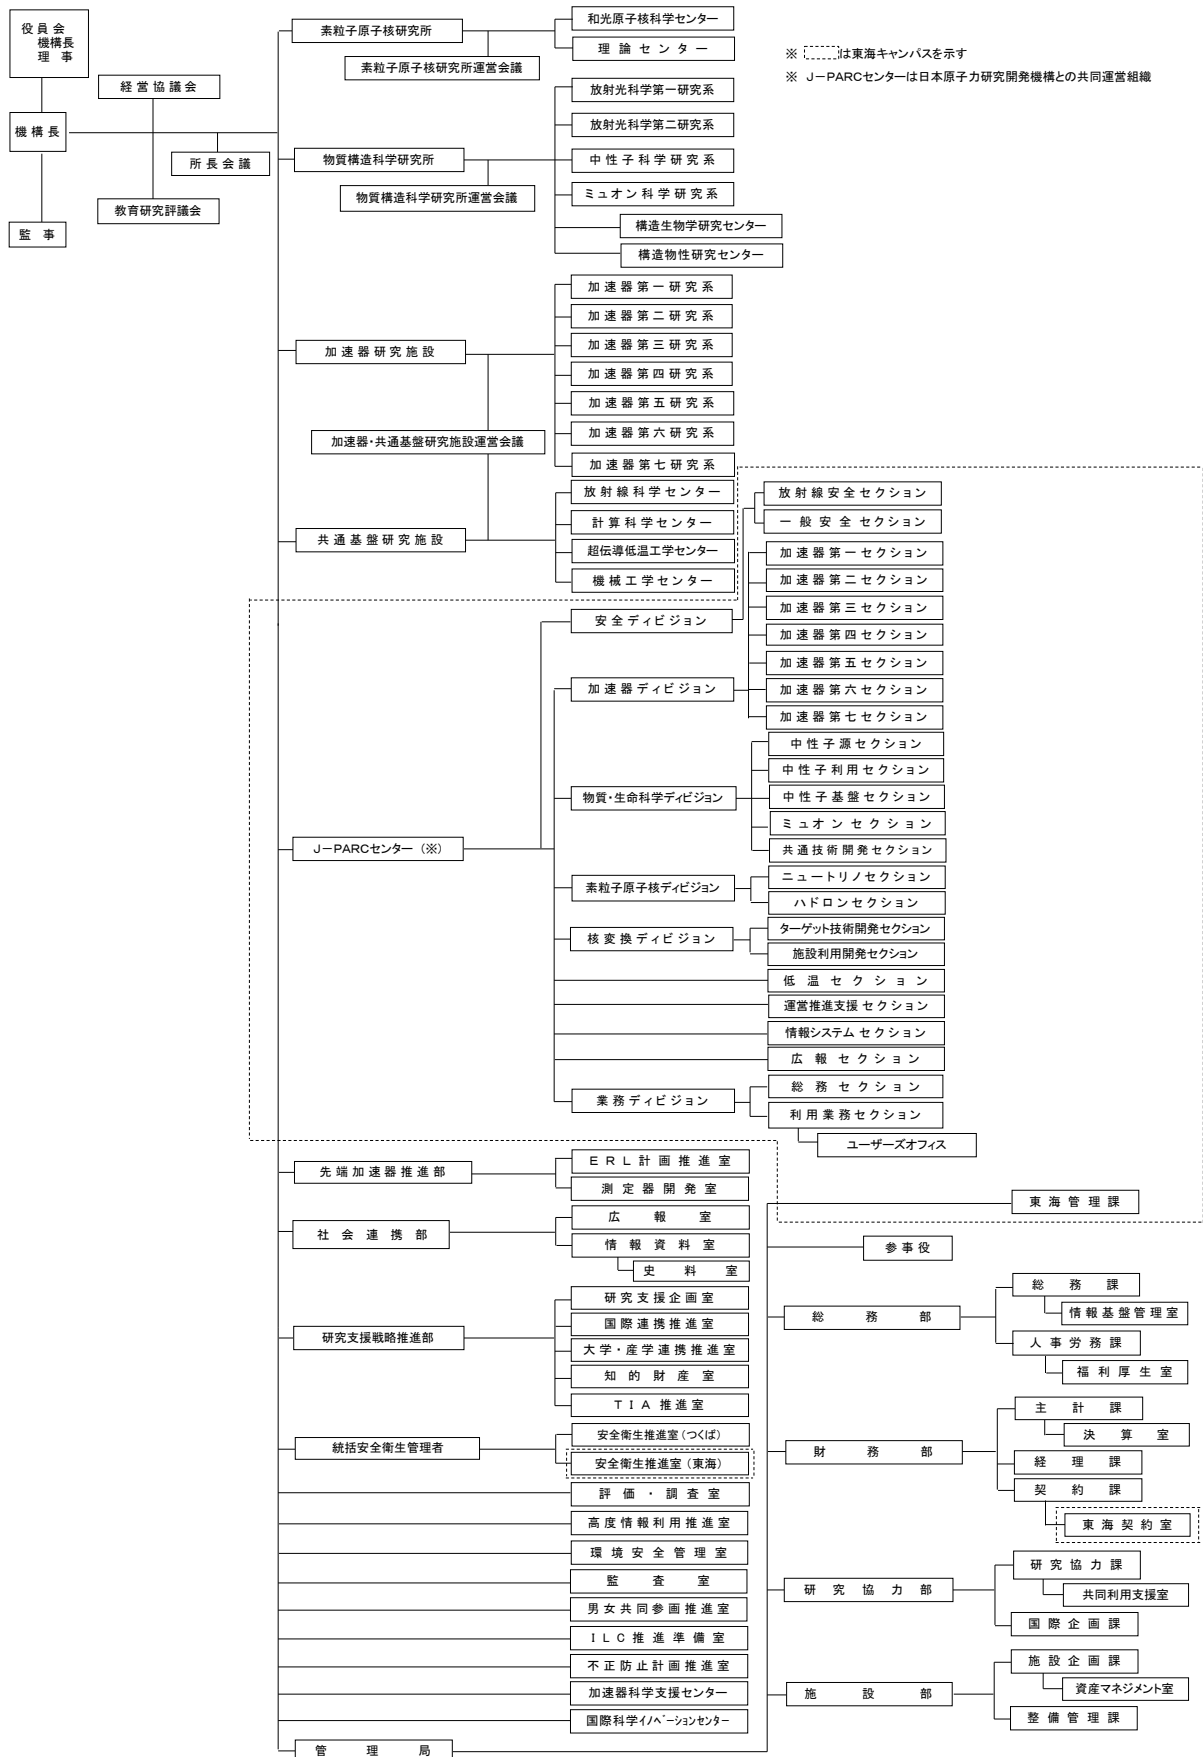 役員会
機構長
理事
経営協議会
機構長
所長会議
教育研究評議会
監事
※ は東海キャンパスを示す
※ J－PARCセンターは日本原子力研究開発機構との共同運営組織
素粒子原子核研究所
素粒子原子核研究所運営会議
和光原子核科学センター
理論センター
物質構造科学研究所
物質構造科学研究所運営会議
放射光科学第一研究系
放射光科学第二研究系
中性子科学研究系
ミュオン科学研究系
構造生物学研究センター
構造物性研究センター
加速器研究施設
加速器第一研究系
加速器第二研究系
加速器第三研究系
加速器第四研究系
加速器第五研究系
加速器第六研究系
加速器第七研究系
加速器・共通基盤研究施設運営会議
共通基盤研究施設
放射線科学センター
計算科学センター
超伝導低温工学センター
機械工学センター
J－PARCセンター（※）
安全ディビジョン
放射線安全セクション
一般安全セクション
加速器ディビジョン
加速器第一セクション
加速器第二セクション
加速器第三セクション
加速器第四セクション
加速器第五セクション
加速器第六セクション
加速器第七セクション
物質・生命科学ディビジョン
中性子源セクション
中性子利用セクション
中性子基盤セクション
ミュオンセクション
共通技術開発セクション
素粒子原子核ディビジョン
ニュートリノセクション
ハドロンセクション
核変換ディビジョン
ターゲット技術開発セクション
施設利用開発セクション
低温セクション
運営推進支援セクション
情報システムセクション
広報セクション
業務ディビジョン
総務セクション
利用業務セクション
ユーザーズオフィス
先端加速器推進部
ERL計画推進室
測定器開発室
社会連携部
広報室
情報資料室
史料室
研究支援戦略推進部
研究支援企画室
国際連携推進室
大学・産学連携推進室
知的財産室
TIA推進室
統括安全衛生管理者
安全衛生推進室（つくば）
安全衛生推進室（東海）
評価・調査室
高度情報利用推進室
環境安全管理室
監査室
男女共同参画推進室
ILC推進準備室
不正防止計画推進室
加速器科学支援センター
国際科学イノベーションセンター
管理局
東海管理課
参事役
総務部
総務課
情報基盤管理室
人事労務課
福利厚生室
財務部
主計課
決算室
経理課
契約課
東海契約室
研究協力部
研究協力課
共同利用支援室
国際企画課
施設部
施設企画課
資産マネジメント室
整備管理課